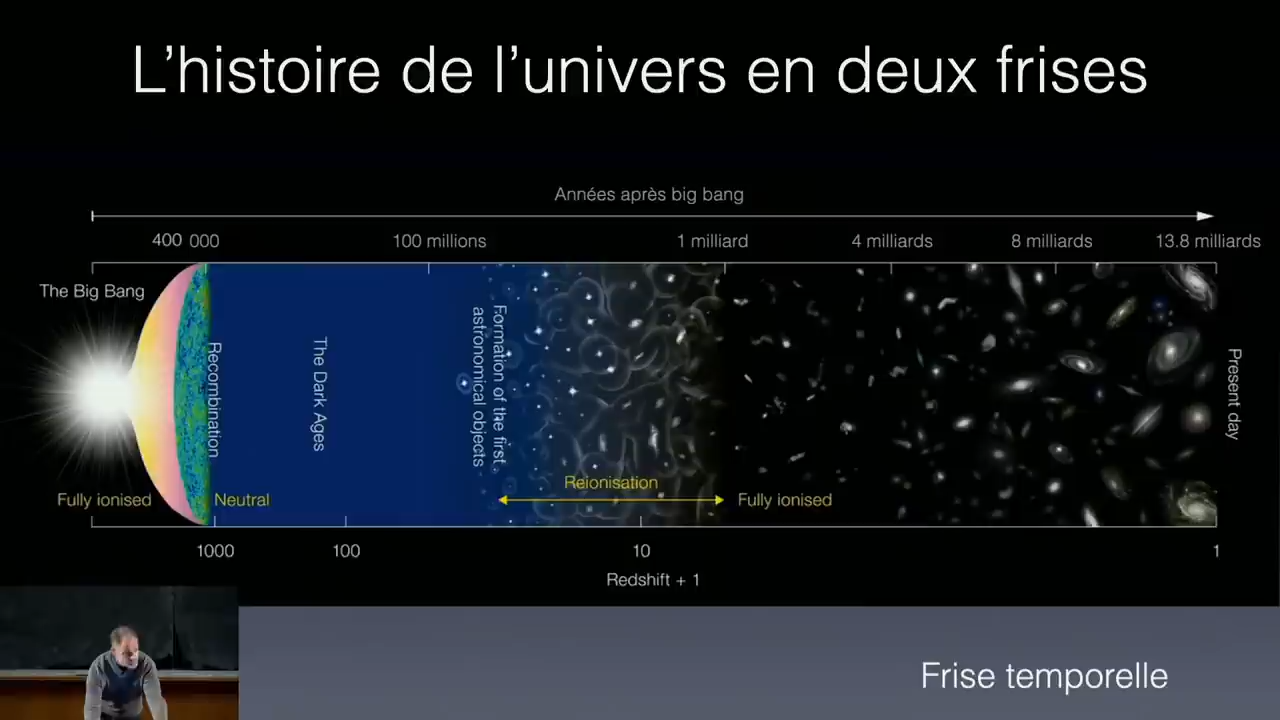 L'histoire de l'univers en deux frises
Années après big bang
400 000 100 millions 1 milliard 4 milliards 8 milliards 13.8 milliards
The Big Bang
Recombination
The Dark Ages
Formation of the first
astronomical objects
Present day
Reionisation
Fully ionised Neutral Fully ionised
1000 100 10 1
Redshift + 1
Frise temporelle